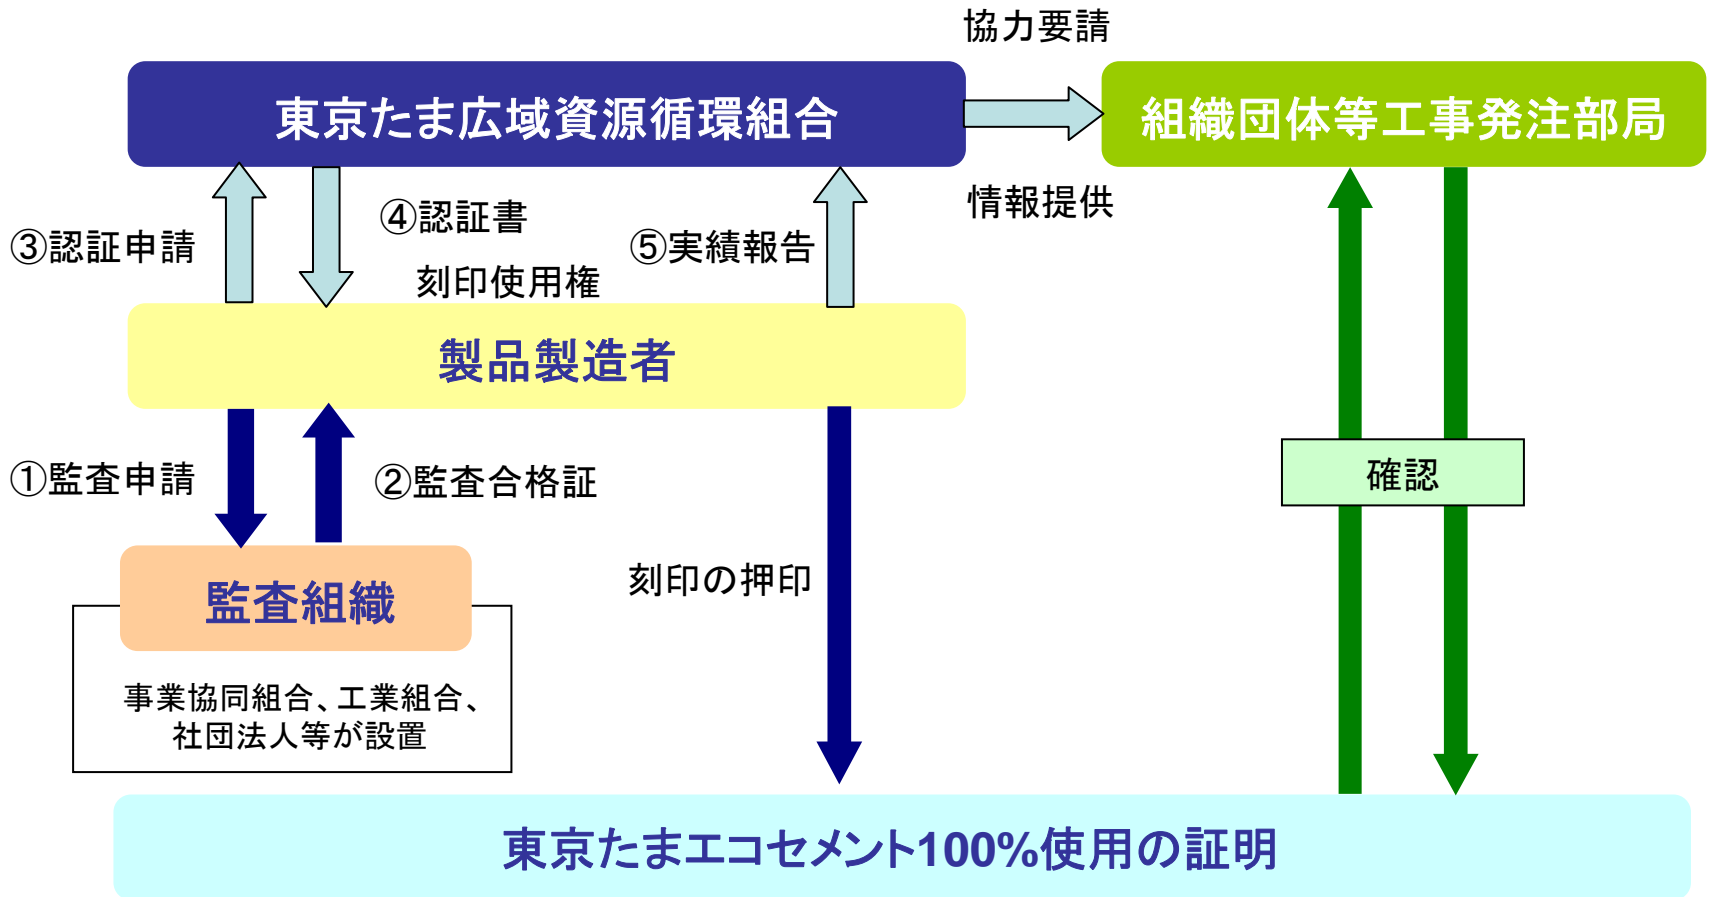 協力要請
東京たま広域資源循環組合
組織団体等工事発注部局
情報提供
③認証申請
④認証書
刻印使用権
⑤実績報告
製品製造者
①監査申請
②監査合格証
確認
刻印の押印
監査組織
事業協同組合、工業組合、
社団法人等が設置
東京たまエコセメント100%使用の証明